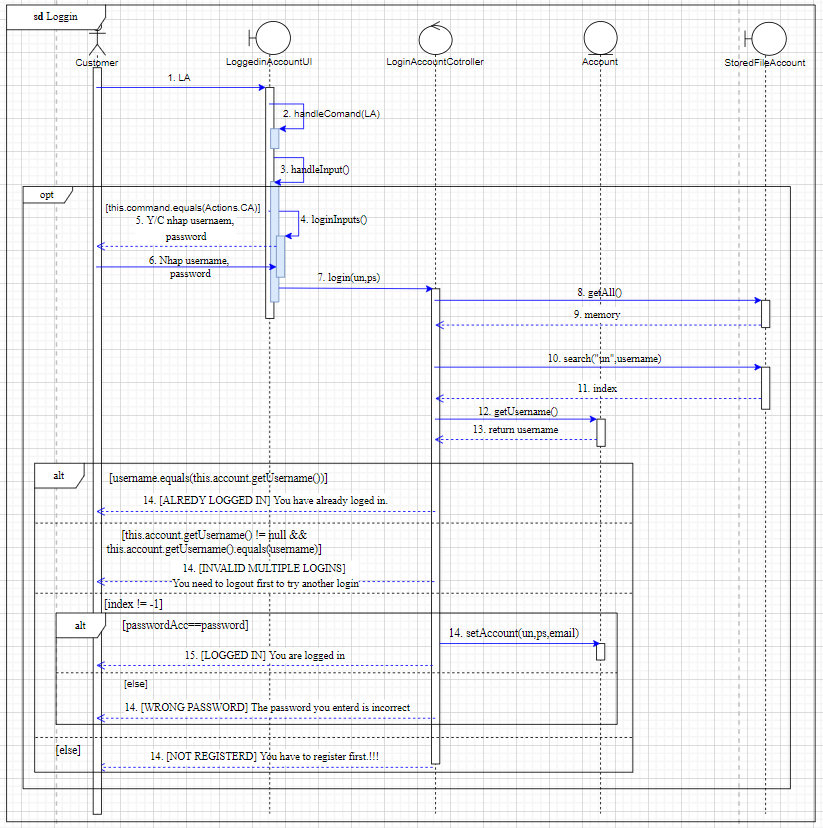 sd Loggin
Customer
LoggedinAccountUI
LoginAccountCotroller
Account
StoredFileAccount
1. LA
2. handleComand(LA)
3. handleInput()
opt
[this.command.equals(Actions.CA)]
4. loginInputs()
5. Y/C nhap usernaem,
password
6. Nhap username,
password
7. login(un,ps)
8. getAll()
9. memory
10. search("un",username)
11. index
12. getUsername()
13. return username
alt
[username.equals(this.account.getUsername())]
14. [ALREDY LOGGED IN] You have already loged in.
[this.account.getUsername() != null &&
this.account.getUsername().equals(username)]
14. [INVALID MULTIPLE LOGINS]
You need to logout first to try another login
[index != -1]
alt
[passwordAcc==password]
14. setAccount(un,ps,email)
15. [LOGGED IN] You are logged in
[else]
14. [WRONG PASSWORD] The password you enterd is incorrect
[else]
14. [NOT REGISTERD] You have to register first.!!!